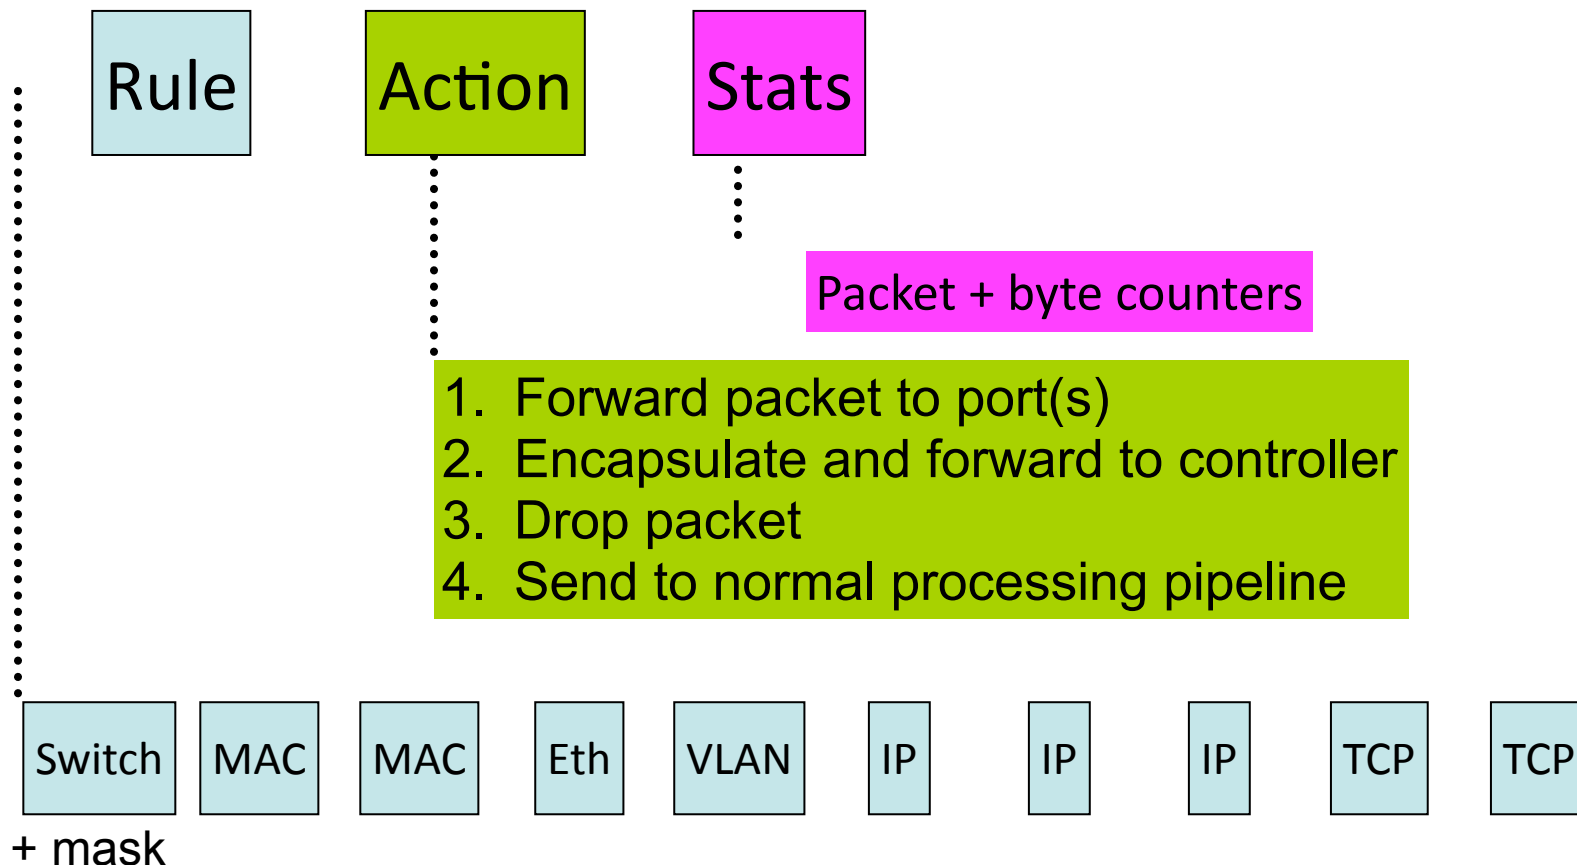 Rule Action Stats
Packet + byte counters
1. Forward packet to port(s)
2. Encapsulate and forward to controller
3. Drop packet
4. Send to normal processing pipeline
Switch MAC MAC Eth VLAN IP IP IP TCP TCP
+ mask